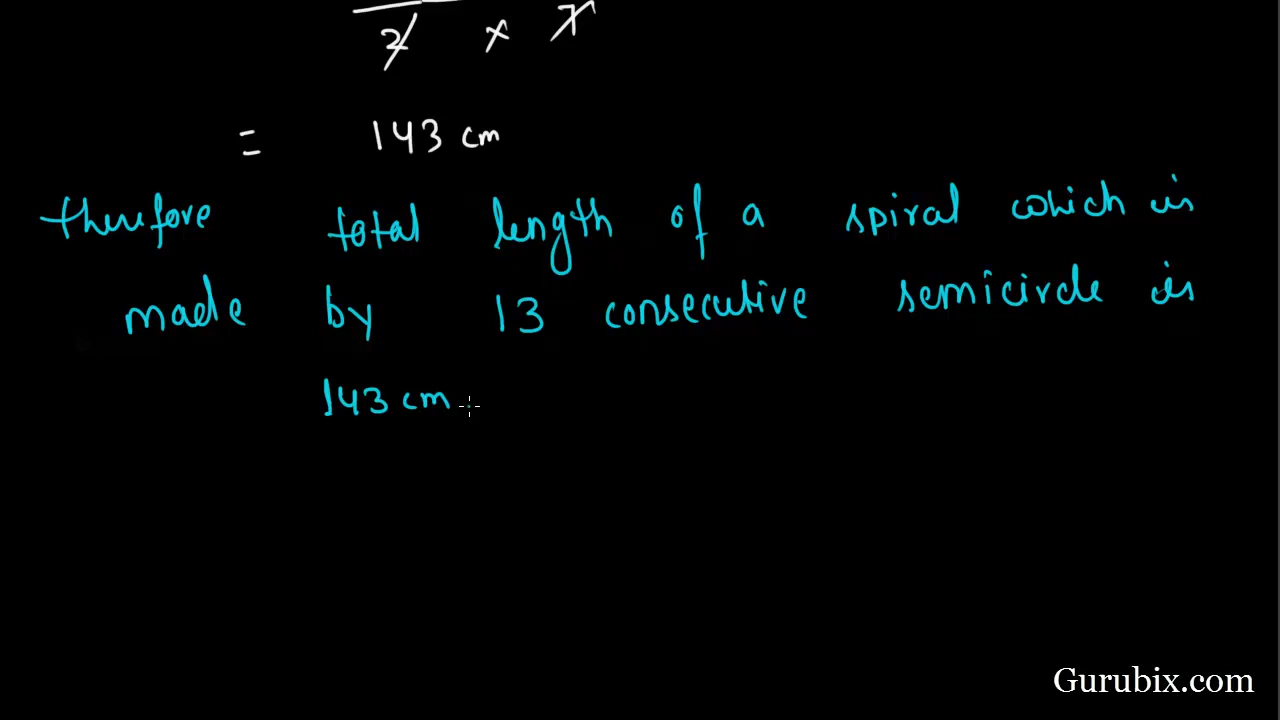 2 × 7
= 143 cm
therefore total length of a spiral which is
made by 13 consecutive semicircle is
143 cm
Gurubix.com